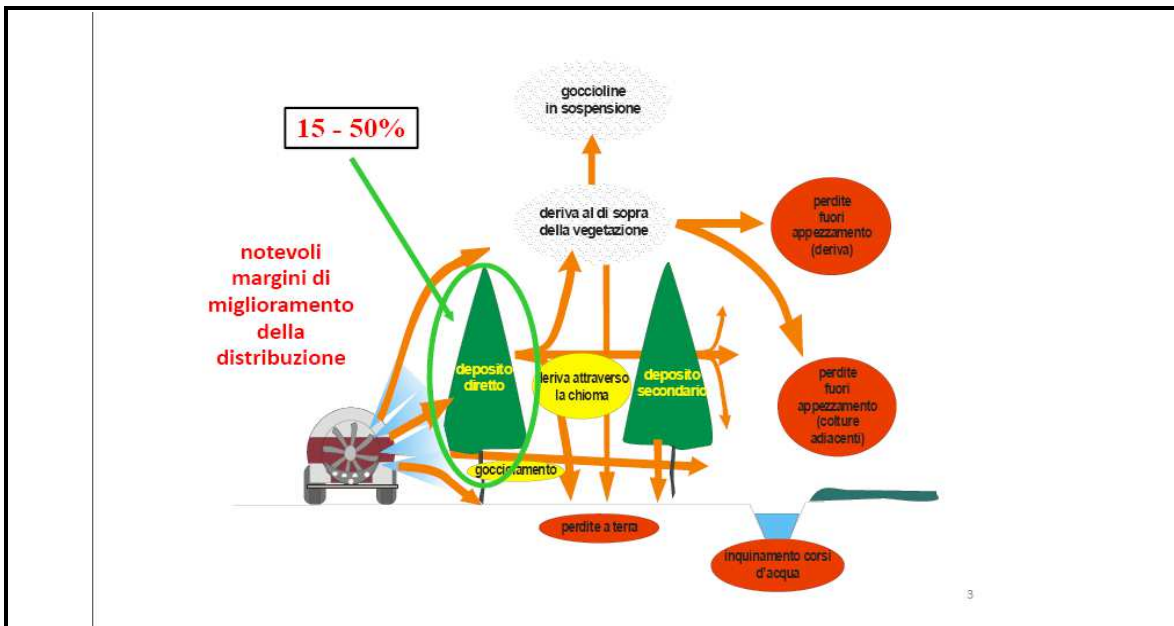 goccioline
in sospensione
15 - 50%
deriva al di sopra
della vegetazione
perdite
fuori
appezzamento
(deriva)
notevoli
margini di
miglioramento
della
distribuzione
deposito
diretto
deriva attraverso
la chioma
deposito
secondario
perdite
fuori
appezzamento
(colture
adiacenti)
gocciolamento
perdite a terra
inquinamento corsi
d'acqua
3